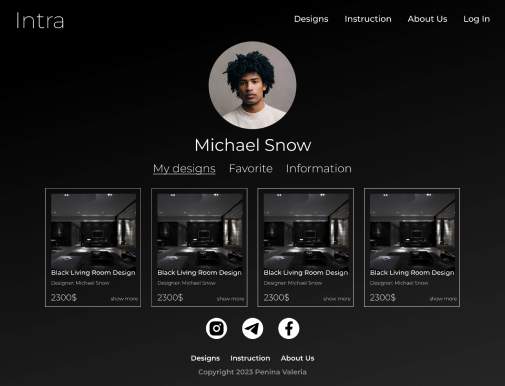 Intra
Designs Instruction About Us Log In
Michael Snow
My designs Favorite Information
Black Living Room Design
Designer: Michael Snow
2300$ show more
Black Living Room Design
Designer: Michael Snow
2300$ show more
Black Living Room Design
Designer: Michael Snow
2300$ show more
Black Living Room Design
Designer: Michael Snow
2300$ show more
Designs Instruction About Us
Copyright 2023 Penina Valeria